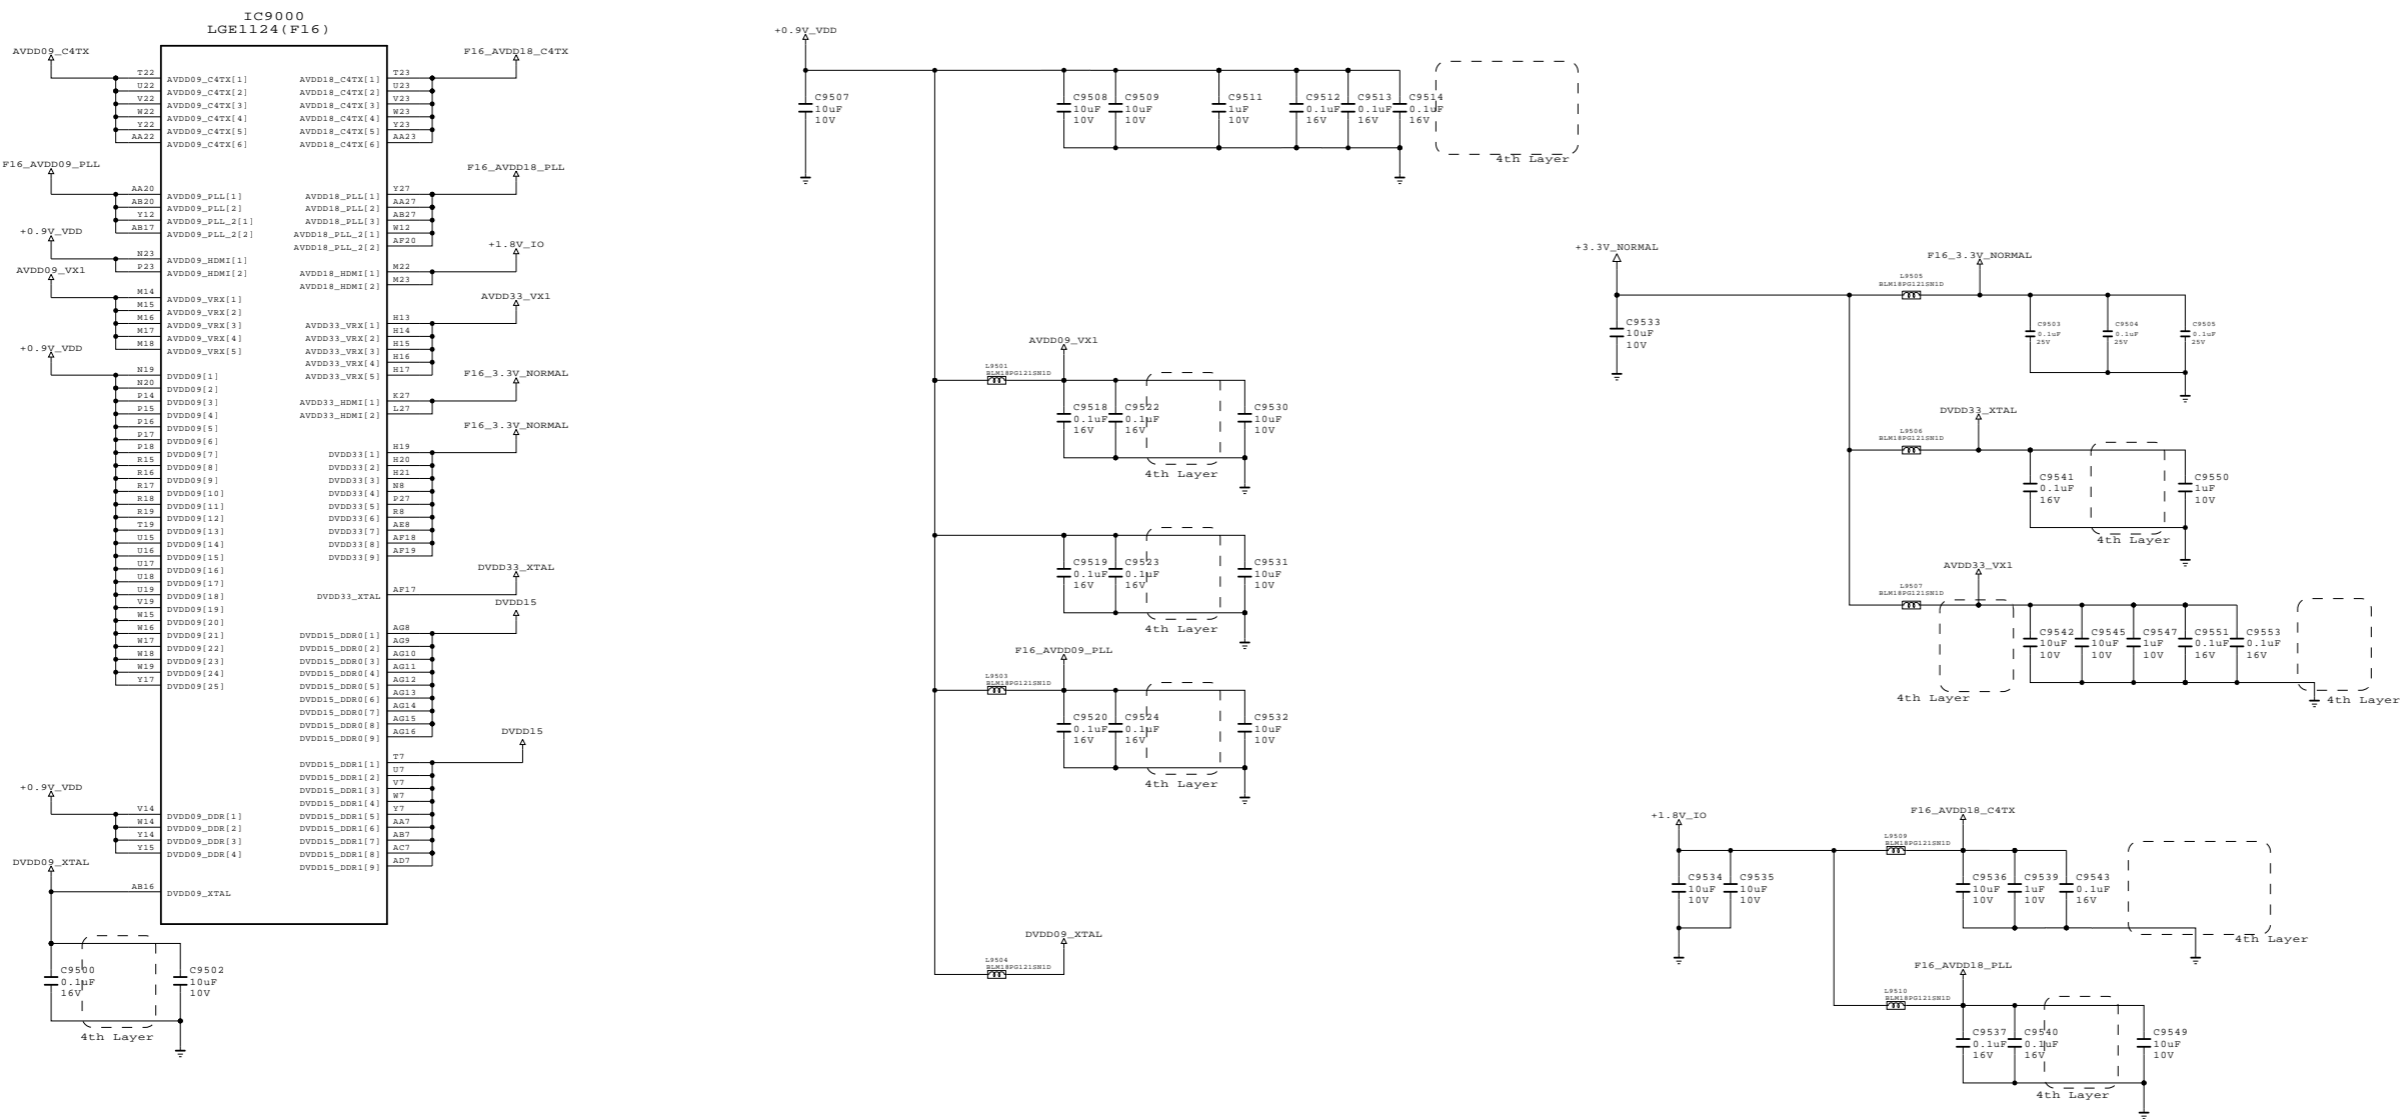 IC9000
LGE1124(F16)
AVDD09_C4TX
F16_AVDD18_C4TX
T22 AVDD09_C4TX[1] AVDD18_C4TX[1] T23
U22 AVDD09_C4TX[2] AVDD18_C4TX[2] U23
V22 AVDD09_C4TX[3] AVDD18_C4TX[3] V23
W22 AVDD09_C4TX[4] AVDD18_C4TX[4] W23
Y22 AVDD09_C4TX[5] AVDD18_C4TX[5] Y23
AA22 AVDD09_C4TX[6] AVDD18_C4TX[6] AA23
F16_AVDD09_PLL
F16_AVDD18_PLL
AA20 AVDD09_PLL[1] AVDD18_PLL[1] Y27
AB20 AVDD09_PLL[2] AVDD18_PLL[2] AA27
Y12 AVDD09_PLL_2[1] AVDD18_PLL[3] AB27
AB17 AVDD09_PLL_2[2] AVDD18_PLL_2[1] W12
AVDD18_PLL_2[2] AF20
+0.9V_VDD
+1.8V_IO
N23 AVDD09_HDMI[1] AVDD18_HDMI[1] M22
P23 AVDD09_HDMI[2] AVDD18_HDMI[2] M23
AVDD09_VX1
AVDD33_VX1
M14 AVDD09_VRX[1] AVDD33_VRX[1] H13
M15 AVDD09_VRX[2] AVDD33_VRX[2] H14
M16 AVDD09_VRX[3] AVDD33_VRX[3] H15
M17 AVDD09_VRX[4] AVDD33_VRX[4] H16
M18 AVDD09_VRX[5] AVDD33_VRX[5] H17
+0.9V_VDD
F16_3.3V_NORMAL
AVDD33_HDMI[1] K27
AVDD33_HDMI[2] L27
F16_3.3V_NORMAL
N19 DVDD09[1]
N20 DVDD09[2]
P14 DVDD09[3]
P15 DVDD09[4]
P16 DVDD09[5]
P17 DVDD09[6]
P18 DVDD09[7] DVDD33[1] H19
R15 DVDD09[8] DVDD33[2] H20
R16 DVDD09[9] DVDD33[3] H21
R17 DVDD09[10] DVDD33[4] N8
R18 DVDD09[11] DVDD33[5] P27
R19 DVDD09[12] DVDD33[6] R8
T19 DVDD09[13] DVDD33[7] AE8
U15 DVDD09[14] DVDD33[8] AF18
U16 DVDD09[15] DVDD33[9] AF19
U17 DVDD09[16]
DVDD33_XTAL
U18 DVDD09[17]
U19 DVDD09[18] DVDD33_XTAL AF17
V19 DVDD09[19]
DVDD15
W15 DVDD09[20]
W16 DVDD09[21] DVDD15_DDR0[1] AG8
W17 DVDD09[22] DVDD15_DDR0[2] AG9
W18 DVDD09[23] DVDD15_DDR0[3] AG10
W19 DVDD09[24] DVDD15_DDR0[4] AG11
Y17 DVDD09[25] DVDD15_DDR0[5] AG12
DVDD15_DDR0[6] AG13
DVDD15_DDR0[7] AG14
DVDD15_DDR0[8] AG15
DVDD15_DDR0[9] AG16
DVDD15
DVDD15_DDR1[1] T7
DVDD15_DDR1[2] U7
DVDD15_DDR1[3] V7
DVDD15_DDR1[4] W7
+0.9V_VDD
V14 DVDD09_DDR[1] DVDD15_DDR1[5] Y7
W14 DVDD09_DDR[2] DVDD15_DDR1[6] AA7
Y14 DVDD09_DDR[3] DVDD15_DDR1[7] AB7
Y15 DVDD09_DDR[4] DVDD15_DDR1[8] AC7
DVDD15_DDR1[9] AD7
DVDD09_XTAL
AB16 DVDD09_XTAL
C9500 C9502
0.1uF 10uF
16V 10V
4th Layer
+0.9V_VDD
C9507 C9508 C9509 C9511 C9512 C9513 C9514
10uF 10uF 10uF 1uF 0.1uF 0.1uF 0.1uF
10V 10V 10V 10V 16V 16V 16V
4th Layer
AVDD09_VX1
L9501
BLM18PG121SN1D
C9518 C9522 C9530
0.1uF 0.1uF 10uF
16V 16V 10V
4th Layer
C9519 C9523 C9531
0.1uF 0.1uF 10uF
16V 16V 10V
4th Layer
F16_AVDD09_PLL
L9503
BLM18PG121SN1D
C9520 C9524 C9532
0.1uF 0.1uF 10uF
16V 16V 10V
4th Layer
DVDD09_XTAL
L9504
BLM18PG121SN1D
+3.3V_NORMAL
F16_3.3V_NORMAL
L9505
BLM18PG121SN1D
C9533 C9503 C9504 C9505
10uF 0.1uF 0.1uF 0.1uF
10V 25V 25V 25V
DVDD33_XTAL
L9506
BLM18PG121SN1D
C9541 C9550
0.1uF 1uF
16V 10V
4th Layer
AVDD33_VX1
L9507
BLM18PG121SN1D
C9542 C9545 C9547 C9551 C9553
10uF 10uF 1uF 0.1uF 0.1uF
10V 10V 10V 16V 16V
4th Layer 4th Layer
+1.8V_IO
F16_AVDD18_C4TX
L9509
BLM18PG121SN1D
C9534 C9535 C9536 C9539 C9543
10uF 10uF 10uF 1uF 0.1uF
10V 10V 10V 10V 16V
4th Layer
F16_AVDD18_PLL
L9510
BLM18PG121SN1D
C9537 C9540 C9549
0.1uF 0.1uF 10uF
16V 16V 10V
4th Layer